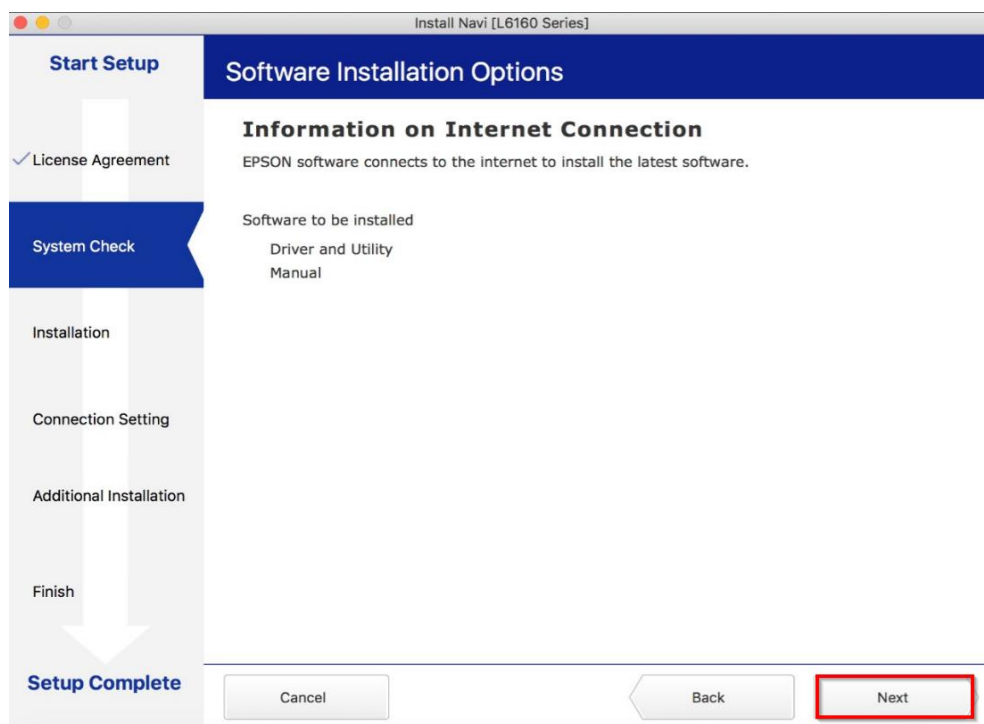 Install Navi [L6160 Series]
Start Setup
Software Installation Options
Information on Internet Connection
License Agreement
EPSON software connects to the internet to install the latest software.
Software to be installed
System Check
Driver and Utility
Manual
Installation
Connection Setting
Additional Installation
Finish
Setup Complete
Cancel
Back
Next